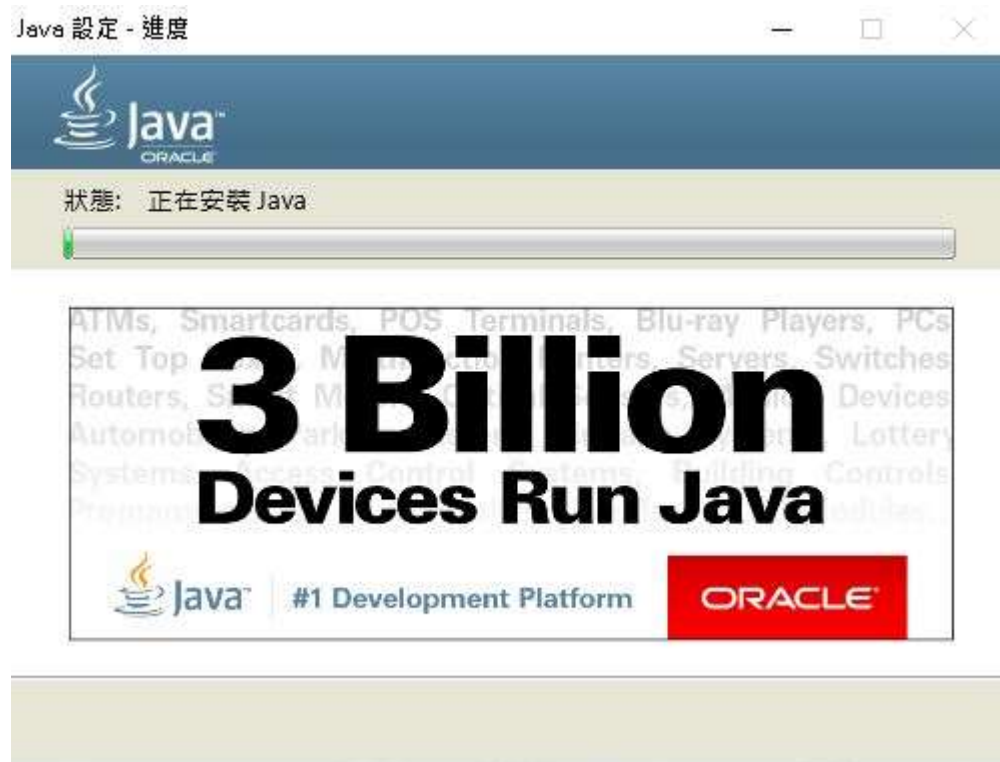 Java 設定 - 進度
Java™
ORACLE
狀態: 正在安裝 Java
ATMs, Smartcards, POS Terminals, Blu-ray Players, PCs
Set Top Servers, Switches
Routers, Devices
Lottery
Systems, Access Control Systems, Building Controls
3 Billion
Devices Run Java
Java™ #1 Development Platform ORACLE®